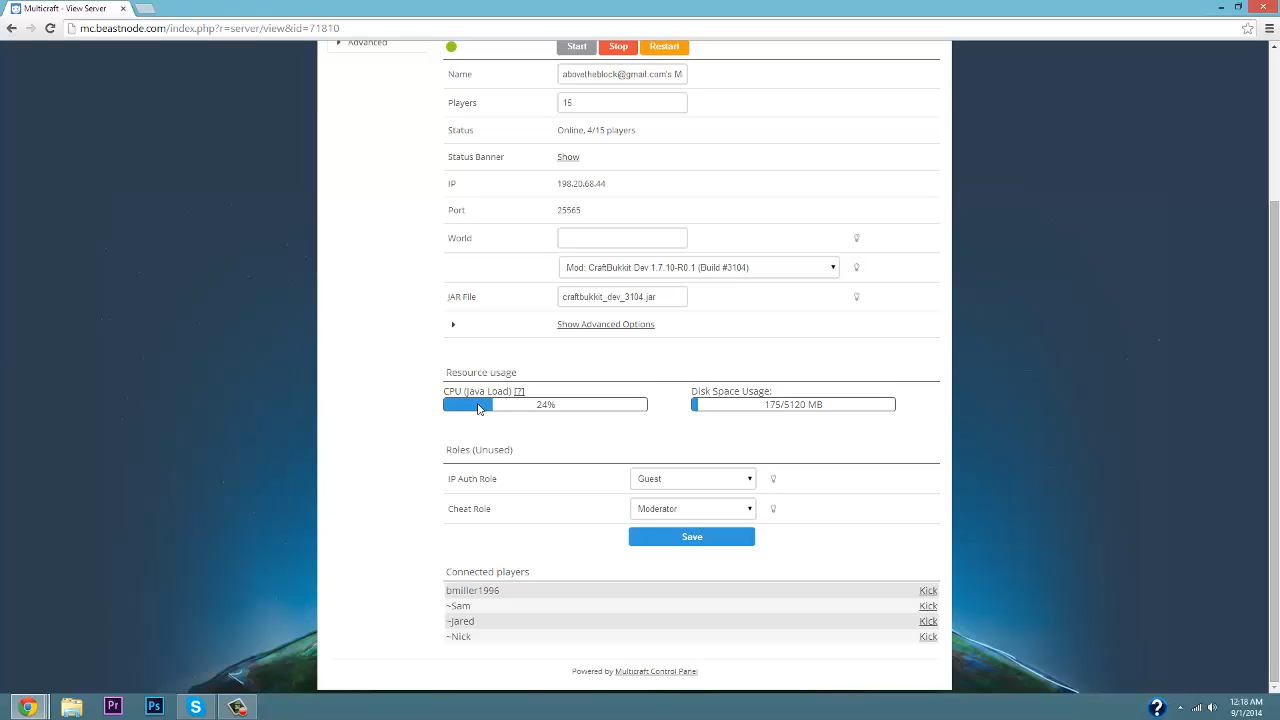 Multicraft - View Server
mc.beastnode.com/index.php?r=server/view&id=71810
Advanced
Start Stop Restart
Name abovetheblock@gmail.com's M
Players 15
Status Online, 4/15 players
Status Banner Show
IP 198.20.68.44
Port 25565
World
Mod: CraftBukkit Dev 1.7.10-R0.1 (Build #3104)
JAR File craftbukkit_dev_3104.jar
Show Advanced Options
Resource usage
CPU (Java Load) [?] Disk Space Usage:
24% 175/5120 MB
Roles (Unused)
IP Auth Role Guest
Cheat Role Moderator
Save
Connected players
bmiller1996 Kick
~Sam Kick
~Jared Kick
~Nick Kick
Powered by Multicraft Control Panel
Pr Ps S ? 12:18 AM
9/1/2014